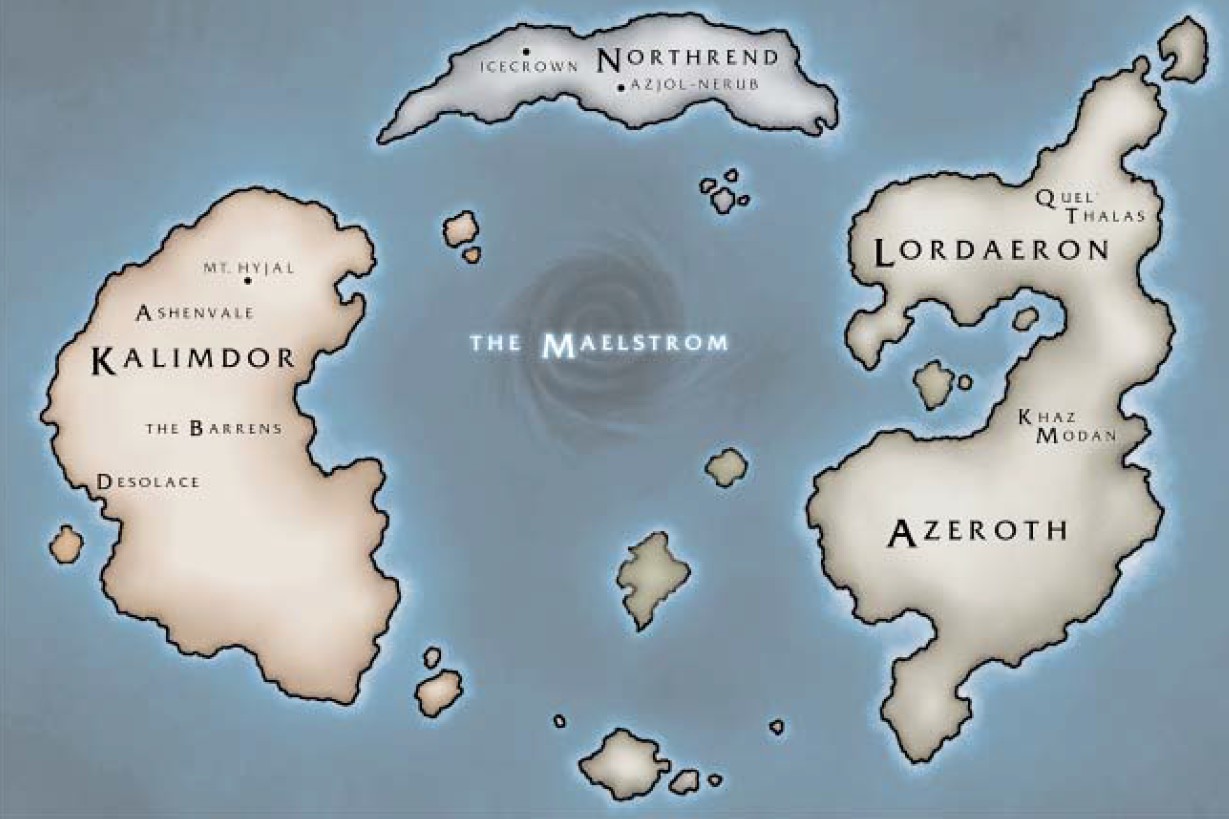 Icecrown
Northrend
Azjol-Nerub
Quel'
Thalas
Lordaeron
Mt. Hyjal
Ashenvale
Kalimdor
The Maelstrom
The Barrens
Khaz
Modan
Desolace
Azeroth